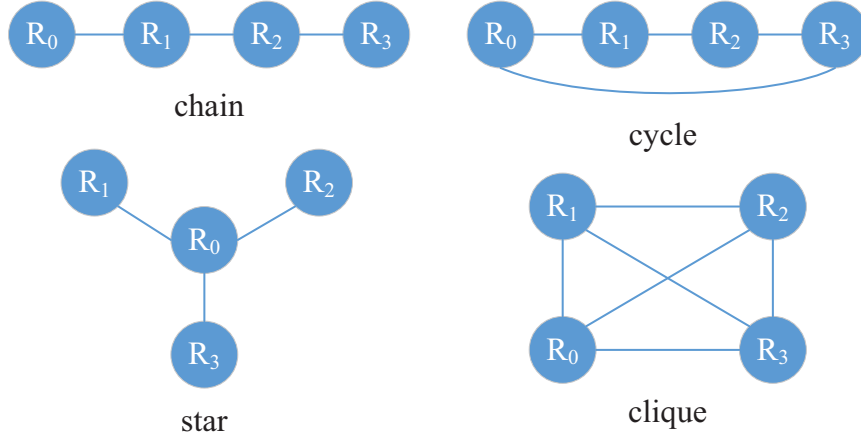 R₀ R₁ R₂ R₃
chain
R₀ R₁ R₂ R₃
cycle
R₁ R₂
R₀
R₃
star
R₁ R₂
R₀ R₃
clique